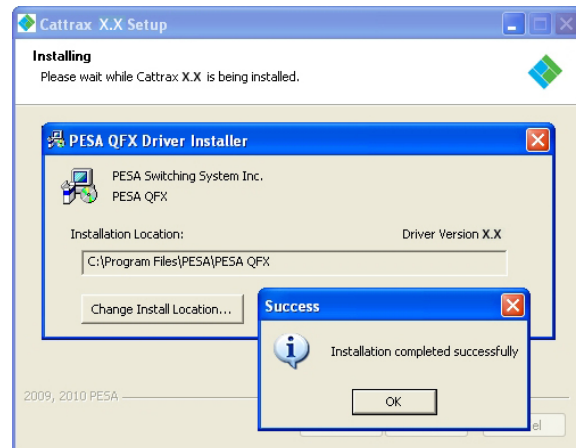 Cattrax X.X Setup
Installing
Please wait while Cattrax X.X is being installed.
PESA QFX Driver Installer
PESA Switching System Inc.
PESA QFX
Installation Location: Driver Version X.X
C:\Program Files\PESA\PESA QFX
Change Install Location...
Success
Installation completed successfully
OK
2009, 2010 PESA
el